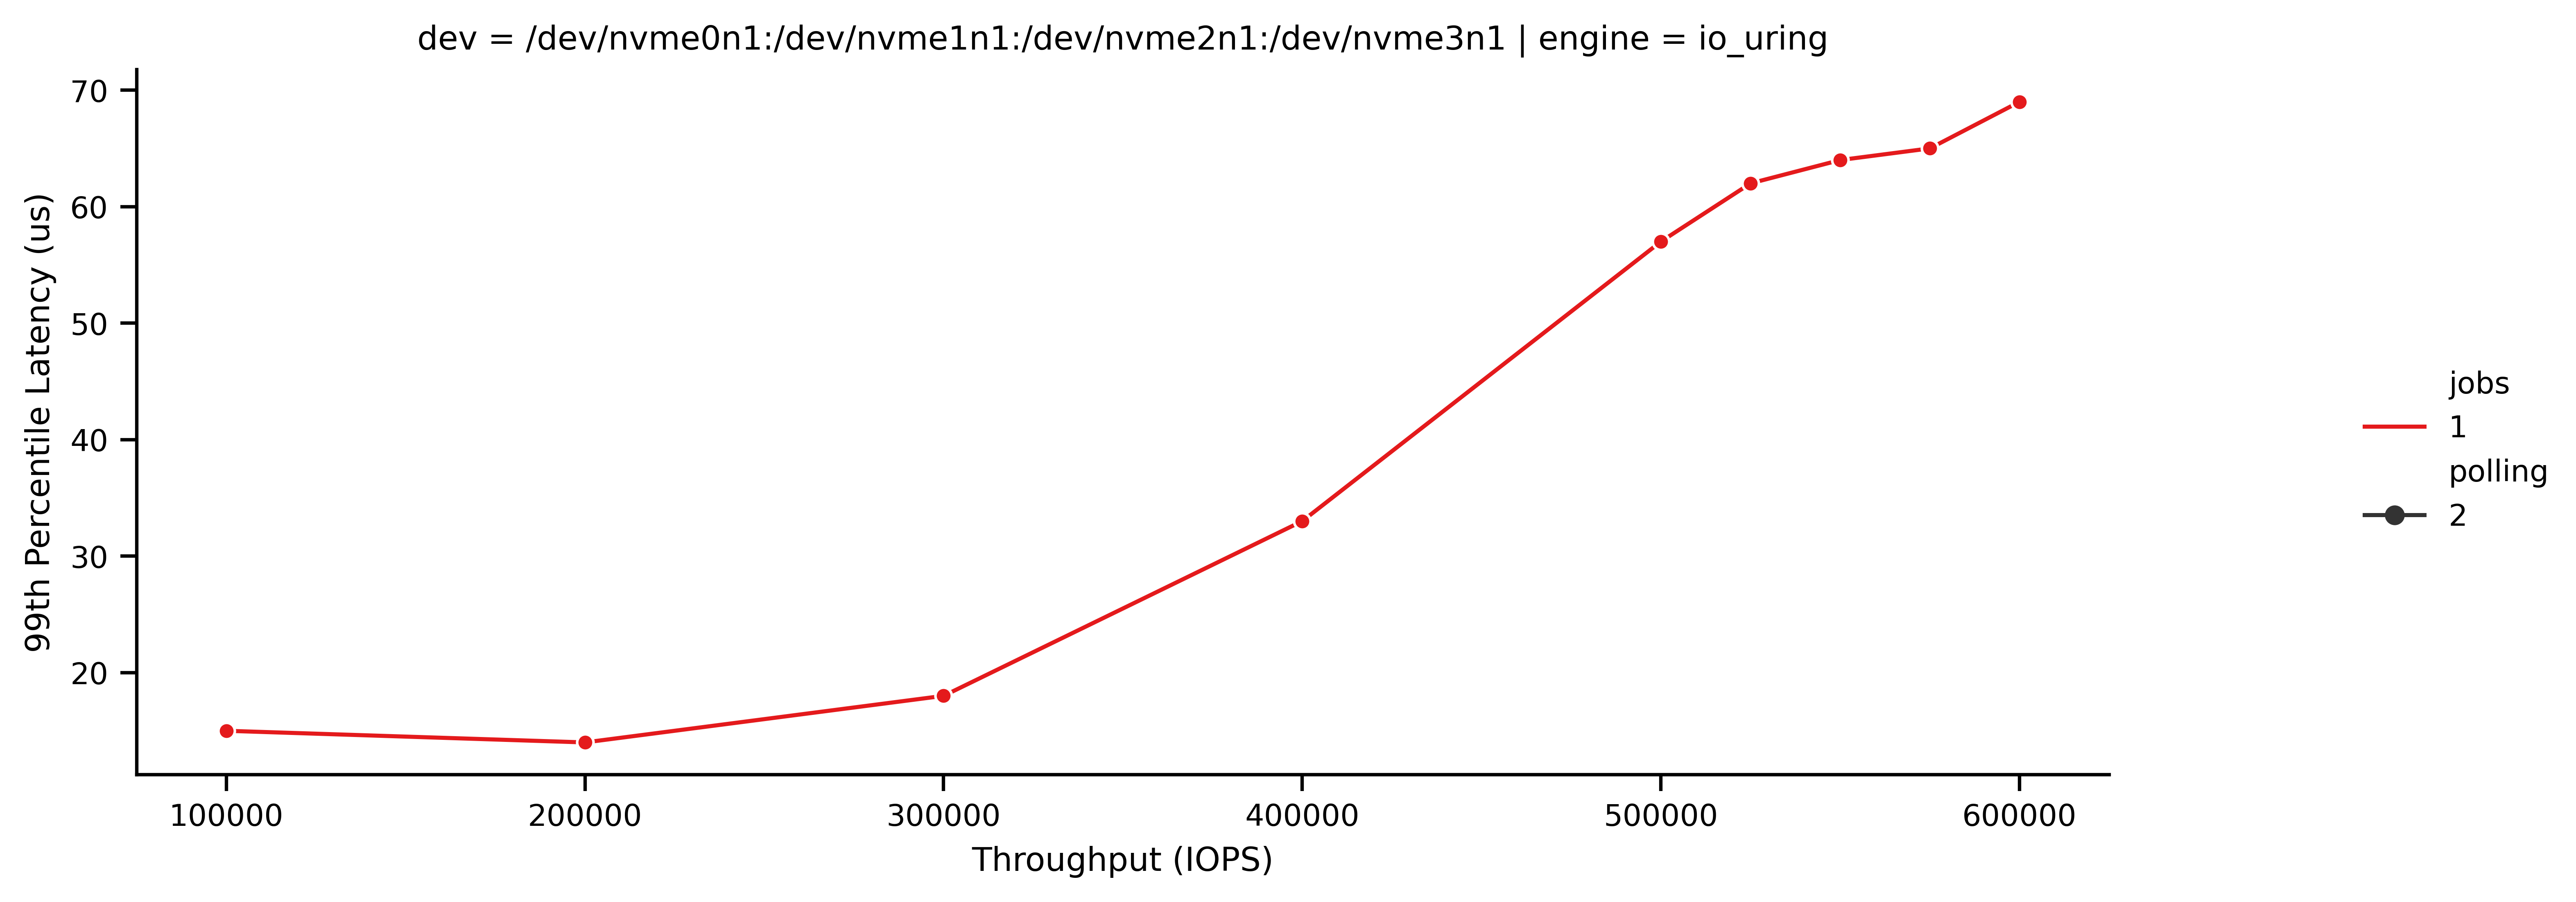 dev = /dev/nvme0n1:/dev/nvme1n1:/dev/nvme2n1:/dev/nvme3n1 | engine = io_uring
99th Percentile Latency (us)
70
60
50
40
30
20
100000 200000 300000 400000 500000 600000
Throughput (IOPS)
jobs
1
polling
2